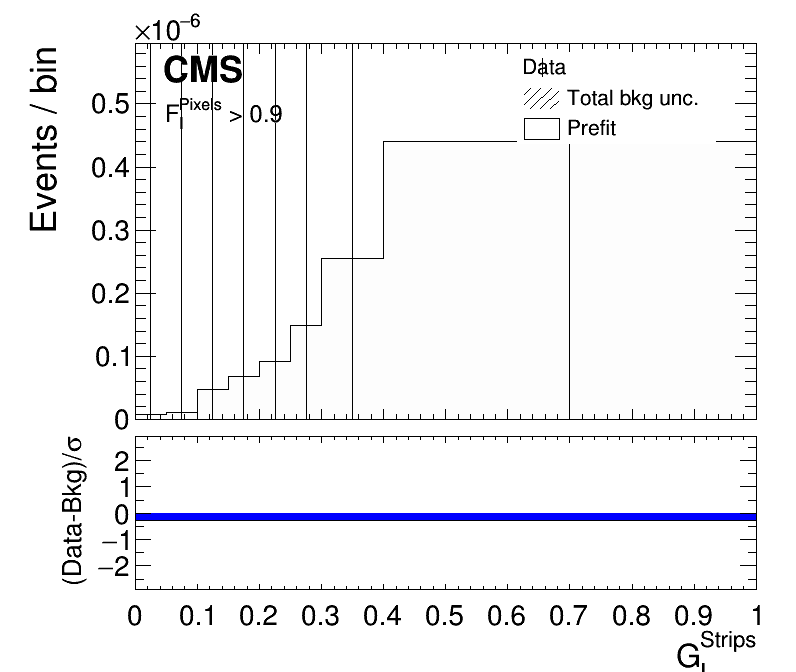 ×10⁻⁶
CMS
F_i^Pixels > 0.9
Data
Total bkg unc.
Prefit
Events / bin
0.5
0.4
0.3
0.2
0.1
0
(Data-Bkg)/σ
2
1
0
−1
−2
0 0.1 0.2 0.3 0.4 0.5 0.6 0.7 0.8 0.9 1
G_i^Strips